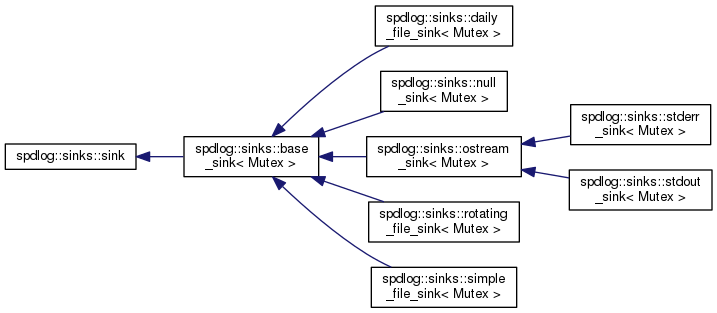 spdlog::sinks::daily
_file_sink< Mutex >
spdlog::sinks::null
_sink< Mutex >
spdlog::sinks::stderr
_sink< Mutex >
spdlog::sinks::sink
spdlog::sinks::base
_sink< Mutex >
spdlog::sinks::ostream
_sink< Mutex >
spdlog::sinks::stdout
_sink< Mutex >
spdlog::sinks::rotating
_file_sink< Mutex >
spdlog::sinks::simple
_file_sink< Mutex >